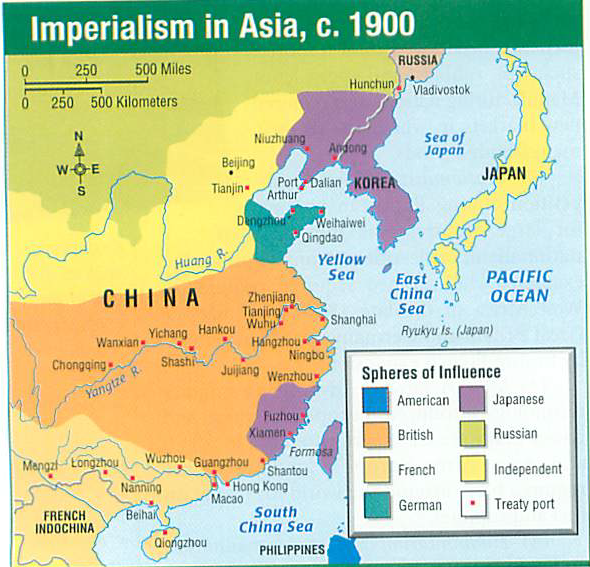 Imperialism in Asia, c. 1900
0 250 500 Miles
0 250 500 Kilometers
N
W E
S
RUSSIA
Hunchun
Vladivostok
Sea of
Japan
Niuzhuang
Andong
Beijing
Tianjin
Port
Arthur
Dalian
KOREA
JAPAN
Dengzhou
Weihaiwei
Qingdao
Huang R.
Yellow
Sea
East
China
Sea
PACIFIC
OCEAN
CHINA
Zhenjiang
Tianjing
Wuhu
Shanghai
Ryukyu Is. (Japan)
Wanxian
Yichang
Hankou
Hangzhou
Ningbo
Chongqing
Shashi
Juijiang
Yangtze R.
Wenzhou
Fuzhou
Xiamen
Formosa
Mengzi
Longzhou
Wuzhou
Guangzhou
Shantou
Nanning
Hong Kong
Macao
Beihai
FRENCH
INDOCHINA
Qiongzhou
South
China Sea
PHILIPPINES
Spheres of Influence
American
Japanese
British
Russian
French
Independent
German
Treaty port